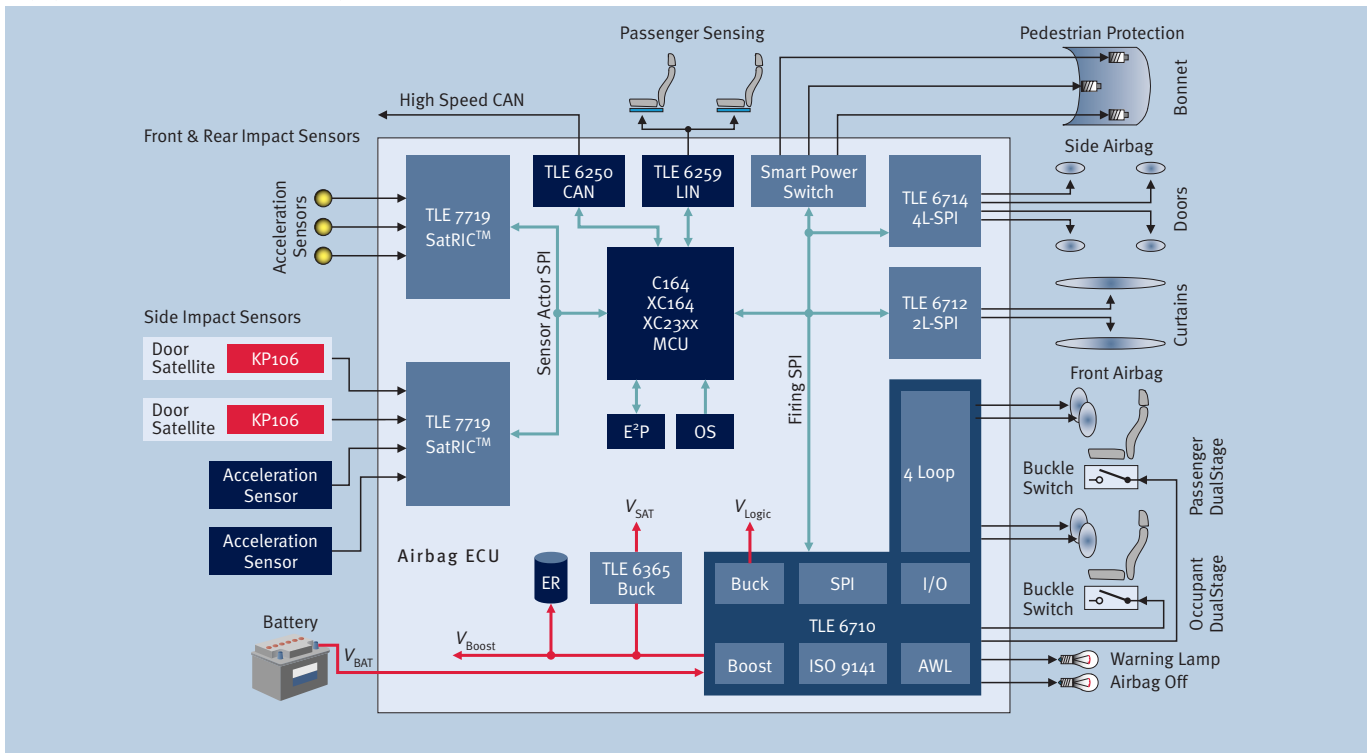 Passenger Sensing
Pedestrian Protection
Bonnet
High Speed CAN
Front & Rear Impact Sensors
Side Airbag
Doors
TLE 6250
CAN
TLE 6259
LIN
Smart Power
Switch
TLE 6714
4L-SPI
TLE 7719
SatRIC™
Acceleration
Sensors
Sensor Actor SPI
C164
XC164
XC23xx
MCU
TLE 6712
2L-SPI
Curtains
Side Impact Sensors
Door
Satellite
KP106
Door
Satellite
KP106
TLE 7719
SatRIC™
Acceleration
Sensor
Acceleration
Sensor
E²P
OS
Firing SPI
Front Airbag
4 Loop
Buckle
Switch
Passenger
DualStage
Buckle
Switch
Occupant
DualStage
Airbag ECU
VSAT
VLogic
ER
TLE 6365
Buck
Buck
SPI
I/O
TLE 6710
Battery
VBAT
VBoost
Boost
ISO 9141
AWL
Warning Lamp
Airbag Off